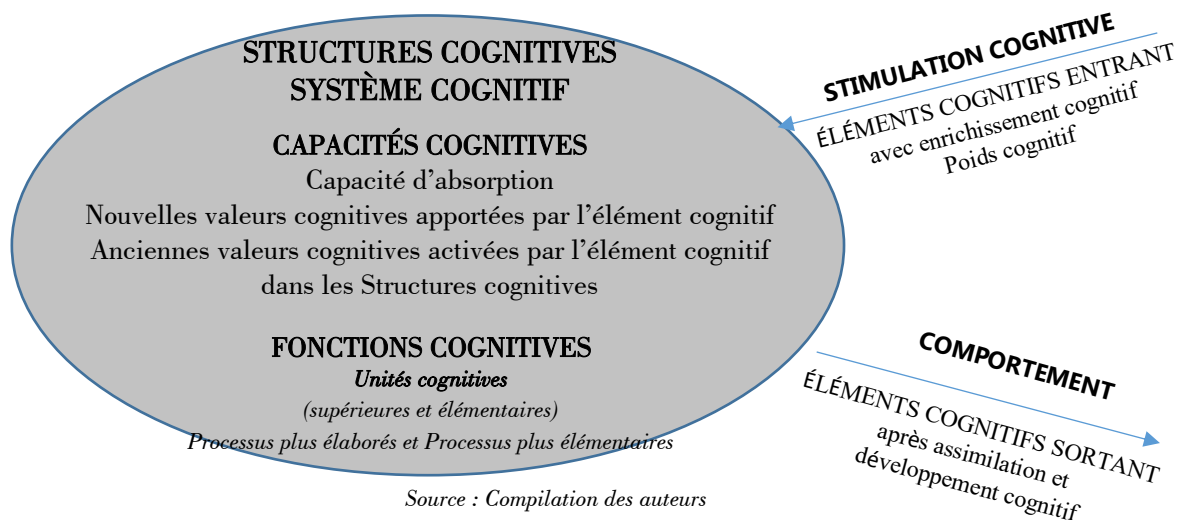 STRUCTURES COGNITIVES
SYSTÈME COGNITIF
CAPACITÉS COGNITIVES
Capacité d’absorption
Nouvelles valeurs cognitives apportées par l’élément cognitif
Anciennes valeurs cognitives activées par l’élément cognitif
dans les Structures cognitives
FONCTIONS COGNITIVES
Unités cognitives
(supérieures et élémentaires)
Processus plus élaborés et Processus plus élémentaires
STIMULATION COGNITIVE
ÉLÉMENTS COGNITIFS ENTRANT
avec enrichissement cognitif
Poids cognitif
COMPORTEMENT
ÉLÉMENTS COGNITIFS SORTANT
après assimilation et
développement cognitif
Source : Compilation des auteurs